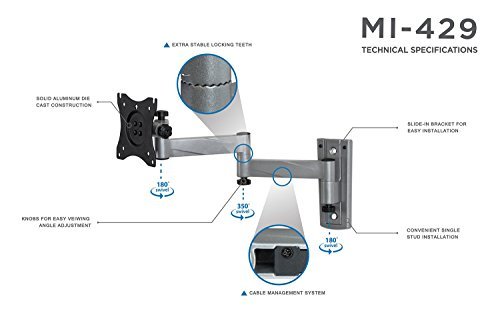 MI-429
TECHNICAL SPECIFICATIONS
EXTRA STABLE LOCKING TEETH
SOLID ALUMINUM DIE
CAST CONSTRUCTION
SLIDE-IN BRACKET FOR
EASY INSTALLATION
180°
swivel
350°
swivel
180°
swivel
KNOBS FOR EASY VEIWING
ANGLE ADJUSTMENT
CONVENIENT SINGLE
STUD INSTALLATION
CABLE MANAGEMENT SYSTEM